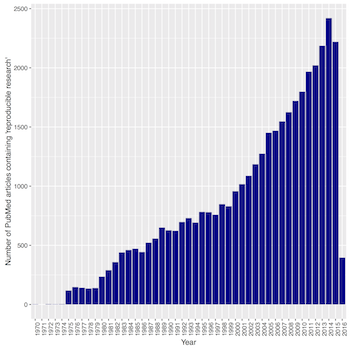 2500
2000
1500
1000
500
0
Number of PubMed articles containing 'reproducible research'
1970 1971 1972 1973 1974 1975 1976 1977 1978 1979 1980 1981 1982 1983 1984 1985 1986 1987 1988 1989 1990 1991 1992 1993 1994 1995 1996 1997 1998 1999 2000 2001 2002 2003 2004 2005 2006 2007 2008 2009 2010 2011 2012 2013 2014 2015 2016
Year